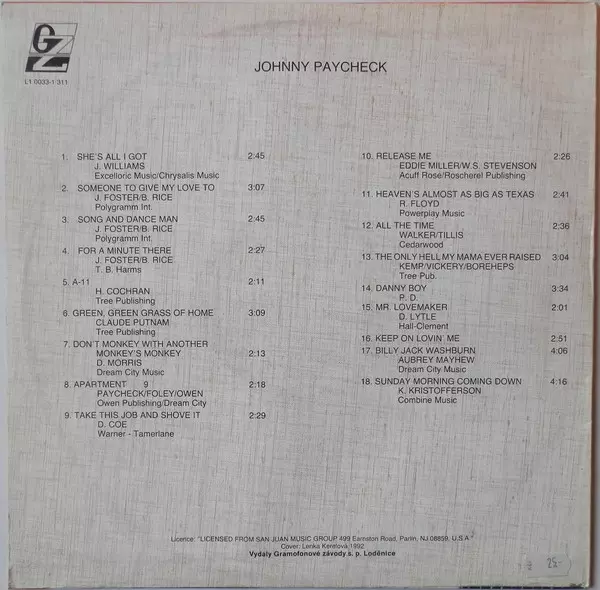 GZ
L1 0033-1 311
JOHNNY PAYCHECK
1. SHE'S ALL I GOT 2:45
J. WILLIAMS
Excelloric Music/Chrysalis Music
2. SOMEONE TO GIVE MY LOVE TO 3:07
J. FOSTER/B. RICE
Polygramm Int.
3. SONG AND DANCE MAN 2:45
J. FOSTER/B. RICE
Polygramm Int.
4. FOR A MINUTE THERE 2:27
J. FOSTER/B. RICE
T. B. Harms
5. A-11 2:11
H. COCHRAN
Tree Publishing
6. GREEN, GREEN GRASS OF HOME 3:09
CLAUDE PUTNAM
Tree Publishing
7. DON'T MONKEY WITH ANOTHER
MONKEY'S MONKEY 2:13
D. MORRIS
Dream City Music
8. APARTMENT 9 2:18
PAYCHECK/FOLEY/OWEN
Owen Publishing/Dream City
9. TAKE THIS JOB AND SHOVE IT 2:29
D. COE
Warner - Tamerlane
10. RELEASE ME 2:26
EDDIE MILLER/W.S. STEVENSON
Acuff Rose/Roscherel Publishing
11. HEAVEN'S ALMOST AS BIG AS TEXAS 2:41
R. FLOYD
Powerplay Music
12. ALL THE TIME 2:36
WALKER/TILLIS
Cedarwood
13. THE ONLY HELL MY MAMA EVER RAISED 3:04
KEMP/VICKERY/BOREHEPS
Tree Pub.
14. DANNY BOY 3:34
P. D.
15. MR. LOVEMAKER 2:01
D. LYTLE
Hall-Clement
16. KEEP ON LOVIN' ME 2:51
17. BILLY JACK WASHBURN 4:06
AUBREY MAYHEW
Dream City Music
18. SUNDAY MORNING COMING DOWN 4:16
K. KRISTOFFERSON
Combine Music
Licence: "LICENSED FROM SAN JUAN MUSIC GROUP 499 Earnston Road, Parlin, NJ.08859, U.S.A."
Cover: Lenka Kerelová 1992
Vydaly Gramofonové závody s. p. Loděnice
25.-